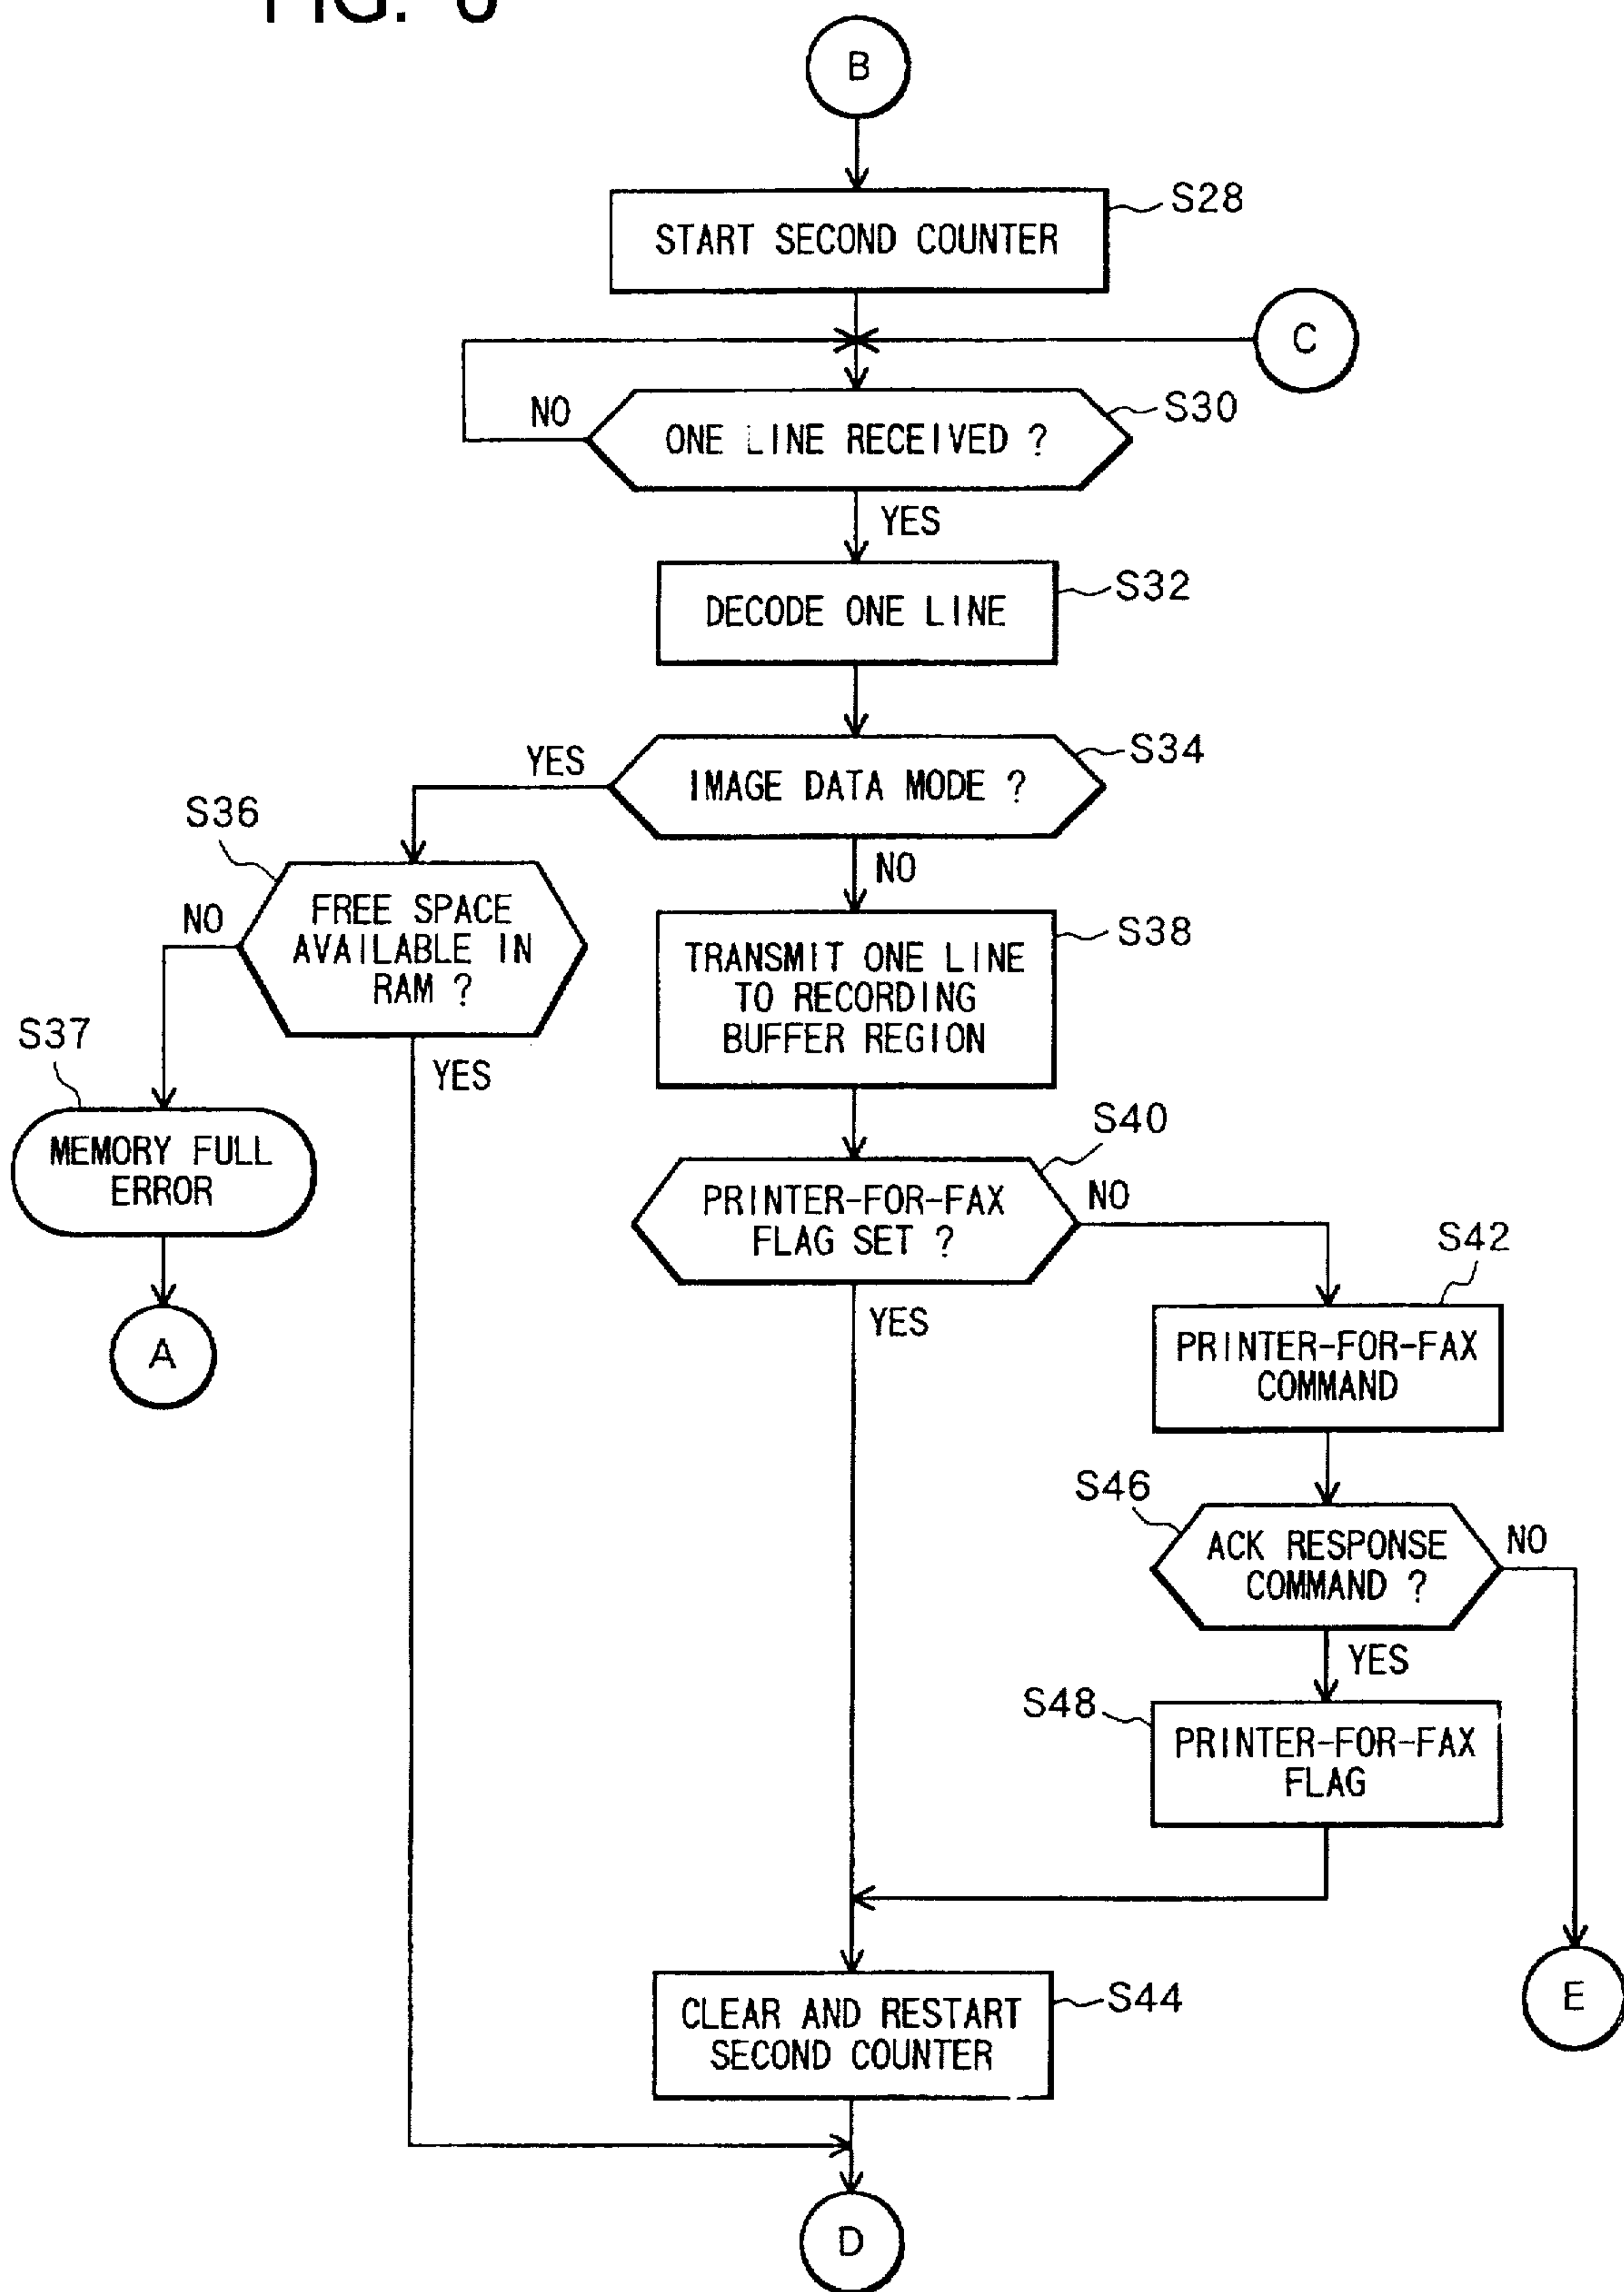 FIG.
B
S28
START SECOND COUNTER
C
S30
NO
ONE LINE RECEIVED ?
YES
S32
DECODE ONE LINE
S34
YES
IMAGE DATA MODE ?
S36
NO
FREE SPACE
AVAILABLE IN
RAM ?
NO
S38
TRANSMIT ONE LINE
TO RECORDING
BUFFER REGION
S37
YES
MEMORY FULL
ERROR
S40
PRINTER-FOR-FAX
FLAG SET ?
NO
S42
YES
A
PRINTER-FOR-FAX
COMMAND
S46
ACK RESPONSE
COMMAND ?
NO
YES
S48
PRINTER-FOR-FAX
FLAG
S44
CLEAR AND RESTART
SECOND COUNTER
E
D